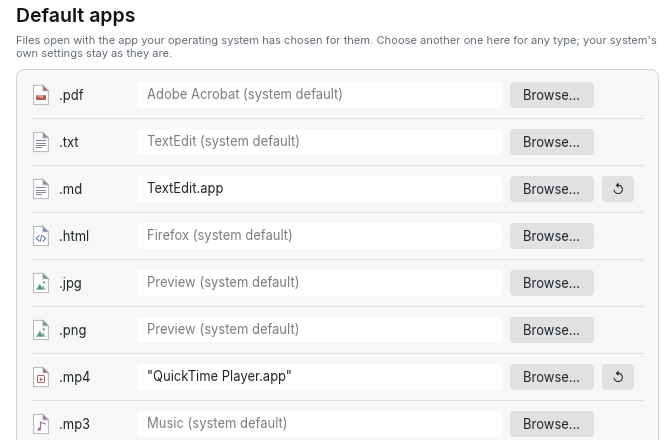 Default apps
Files open with the app your operating system has chosen for them. Choose another one here for any type; your system's
own settings stay as they are.
.pdf Adobe Acrobat (system default) Browse...
.txt TextEdit (system default) Browse...
.md TextEdit.app Browse...
.html Firefox (system default) Browse...
.jpg Preview (system default) Browse...
.png Preview (system default) Browse...
.mp4 "QuickTime Player.app" Browse...
.mp3 Music (system default) Browse...